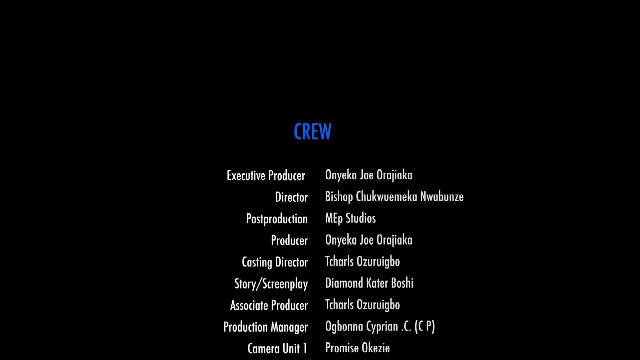 CREW
Executive Producer Onyeka Joe Orajiaka
Director Bishop Chukwuemeka Nwabunze
Postproduction MEp Studios
Producer Onyeka Joe Orajiaka
Casting Director Tcharls Ozuruigbo
Story/Screenplay Diamond Kater Boshi
Associate Producer Tcharls Ozuruigbo
Production Manager Ogbonna Cyprian .C. (C P)
Camera Unit 1 Promise Okezie